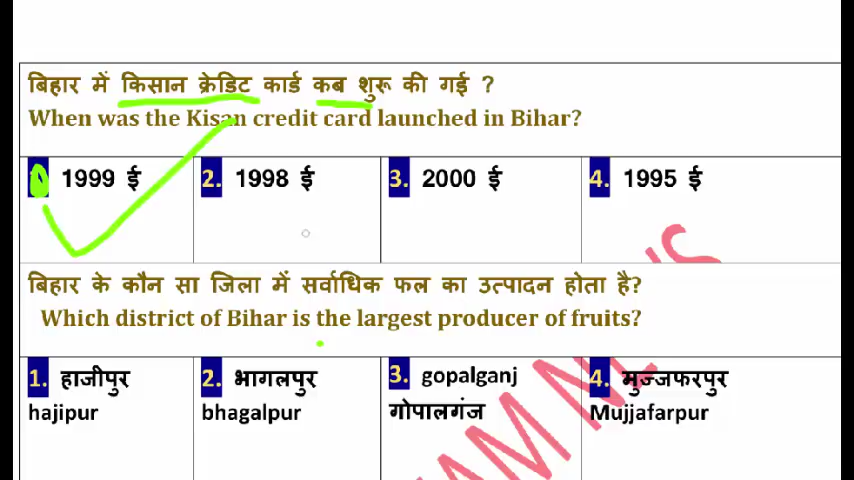 बिहार में किसान क्रेडिट कार्ड कब शुरू की गई ?
When was the Kisan credit card launched in Bihar?
1999 ई 2. 1998 ई 3. 2000 ई 4. 1995 ई
बिहार के कौन सा जिला में सर्वाधिक फल का उत्पादन होता है?
Which district of Bihar is the largest producer of fruits?
1. हाजीपुर 2. भागलपुर 3. gopalganj 4. मुज्जफरपुर
hajipur bhagalpur गोपालगंज Mujjafarpur